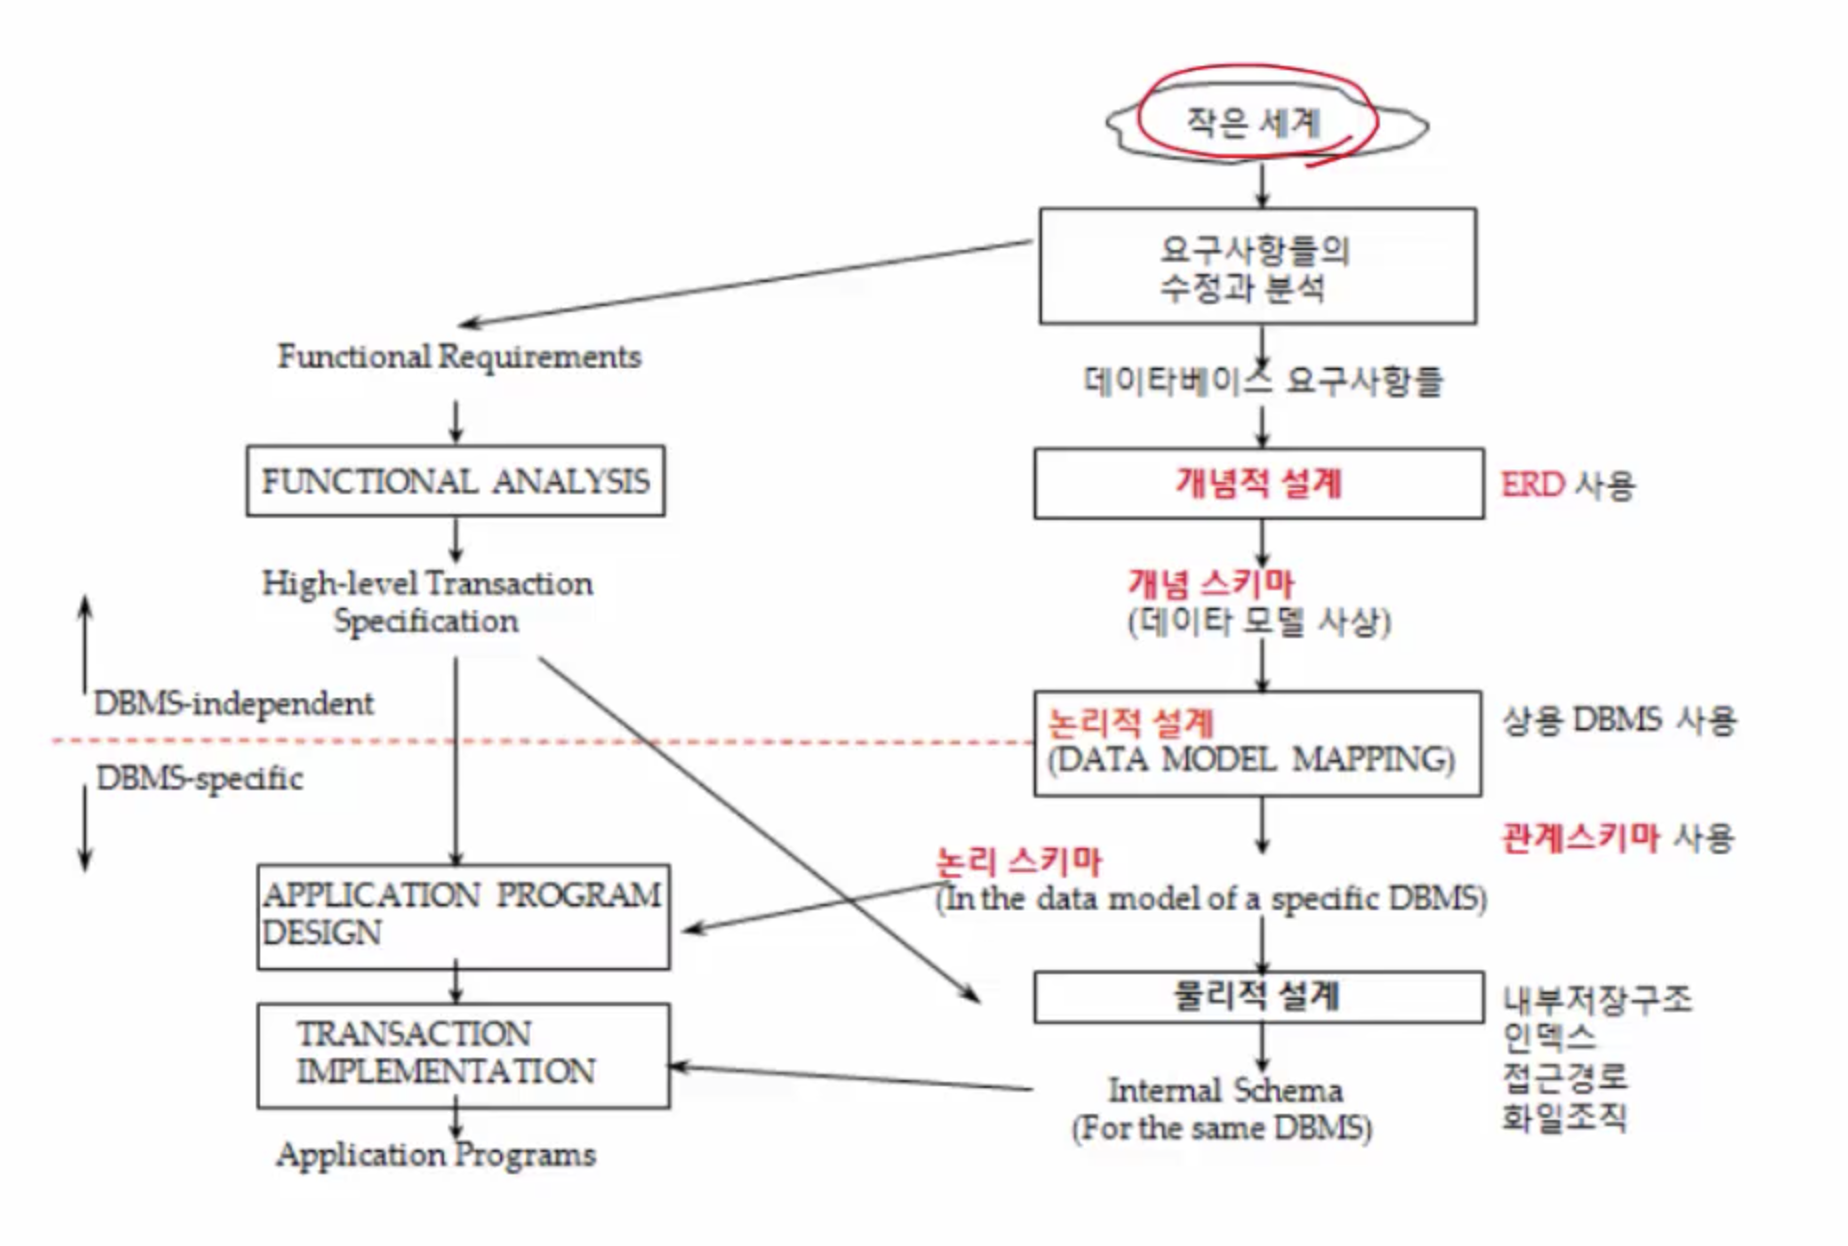 작은 세계
요구사항들의
수정과 분석
Functional Requirements
데이타베이스 요구사항들
FUNCTIONAL ANALYSIS
개념적 설계
ERD 사용
High-level Transaction
Specification
개념 스키마
(데이타 모델 사상)
DBMS-independent
DBMS-specific
논리적 설계
(DATA MODEL MAPPING)
상용 DBMS 사용
관계스키마 사용
논리 스키마
(In the data model of a specific DBMS)
APPLICATION PROGRAM
DESIGN
물리적 설계
내부저장구조
인덱스
접근경로
화일조직
TRANSACTION
IMPLEMENTATION
Internal Schema
(For the same DBMS)
Application Programs